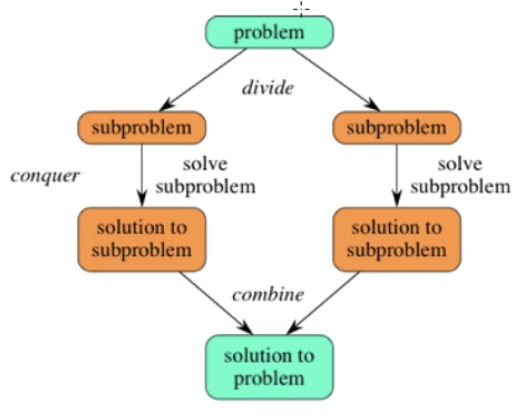 problem
divide
subproblem
subproblem
conquer
solve
subproblem
solve
subproblem
solution to
subproblem
solution to
subproblem
combine
solution to
problem